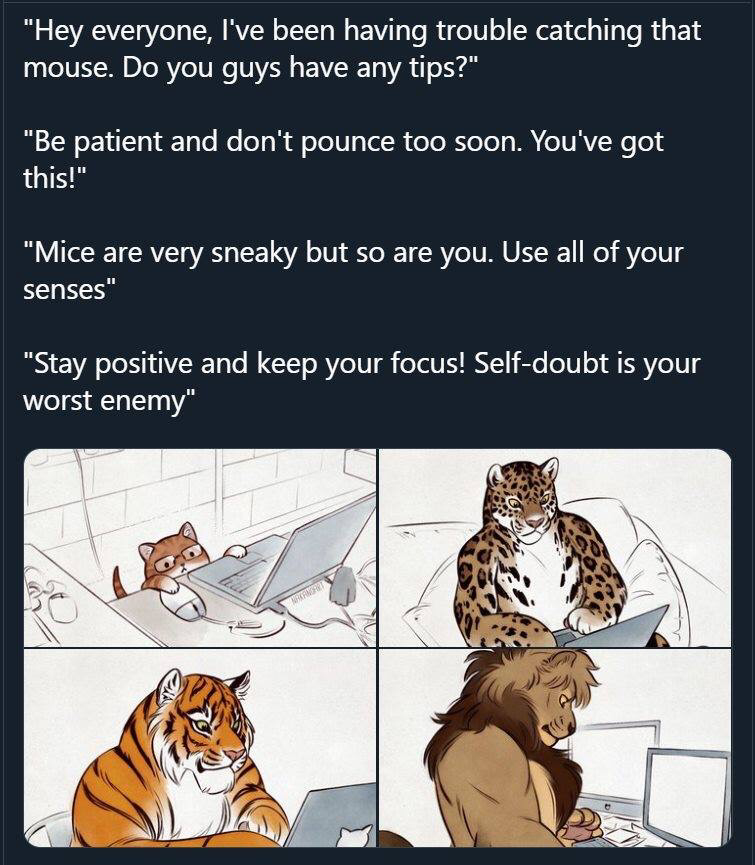 "Hey everyone, I've been having trouble catching that
mouse. Do you guys have any tips?"
"Be patient and don't pounce too soon. You've got
this!"
"Mice are very sneaky but so are you. Use all of your
senses"
"Stay positive and keep your focus! Self-doubt is your
worst enemy"